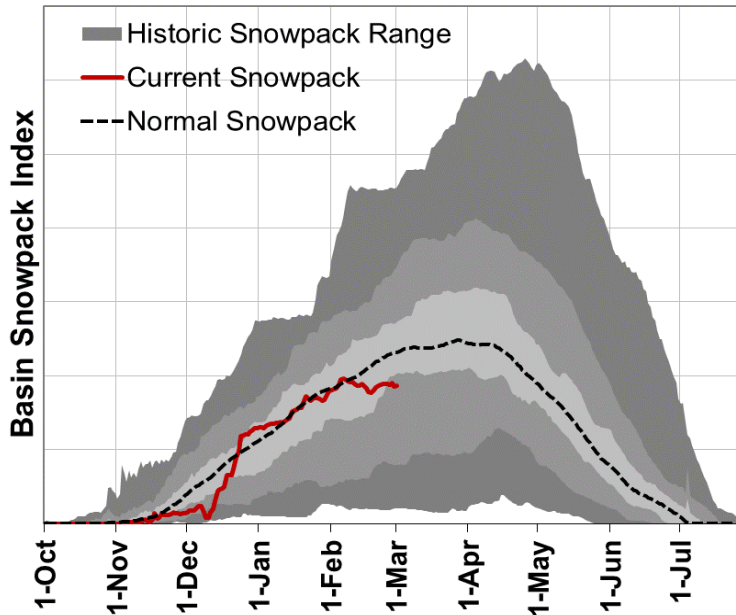 Historic Snowpack Range
Current Snowpack
Normal Snowpack
Basin Snowpack Index
1-Oct
1-Nov
1-Dec
1-Jan
1-Feb
1-Mar
1-Apr
1-May
1-Jun
1-Jul